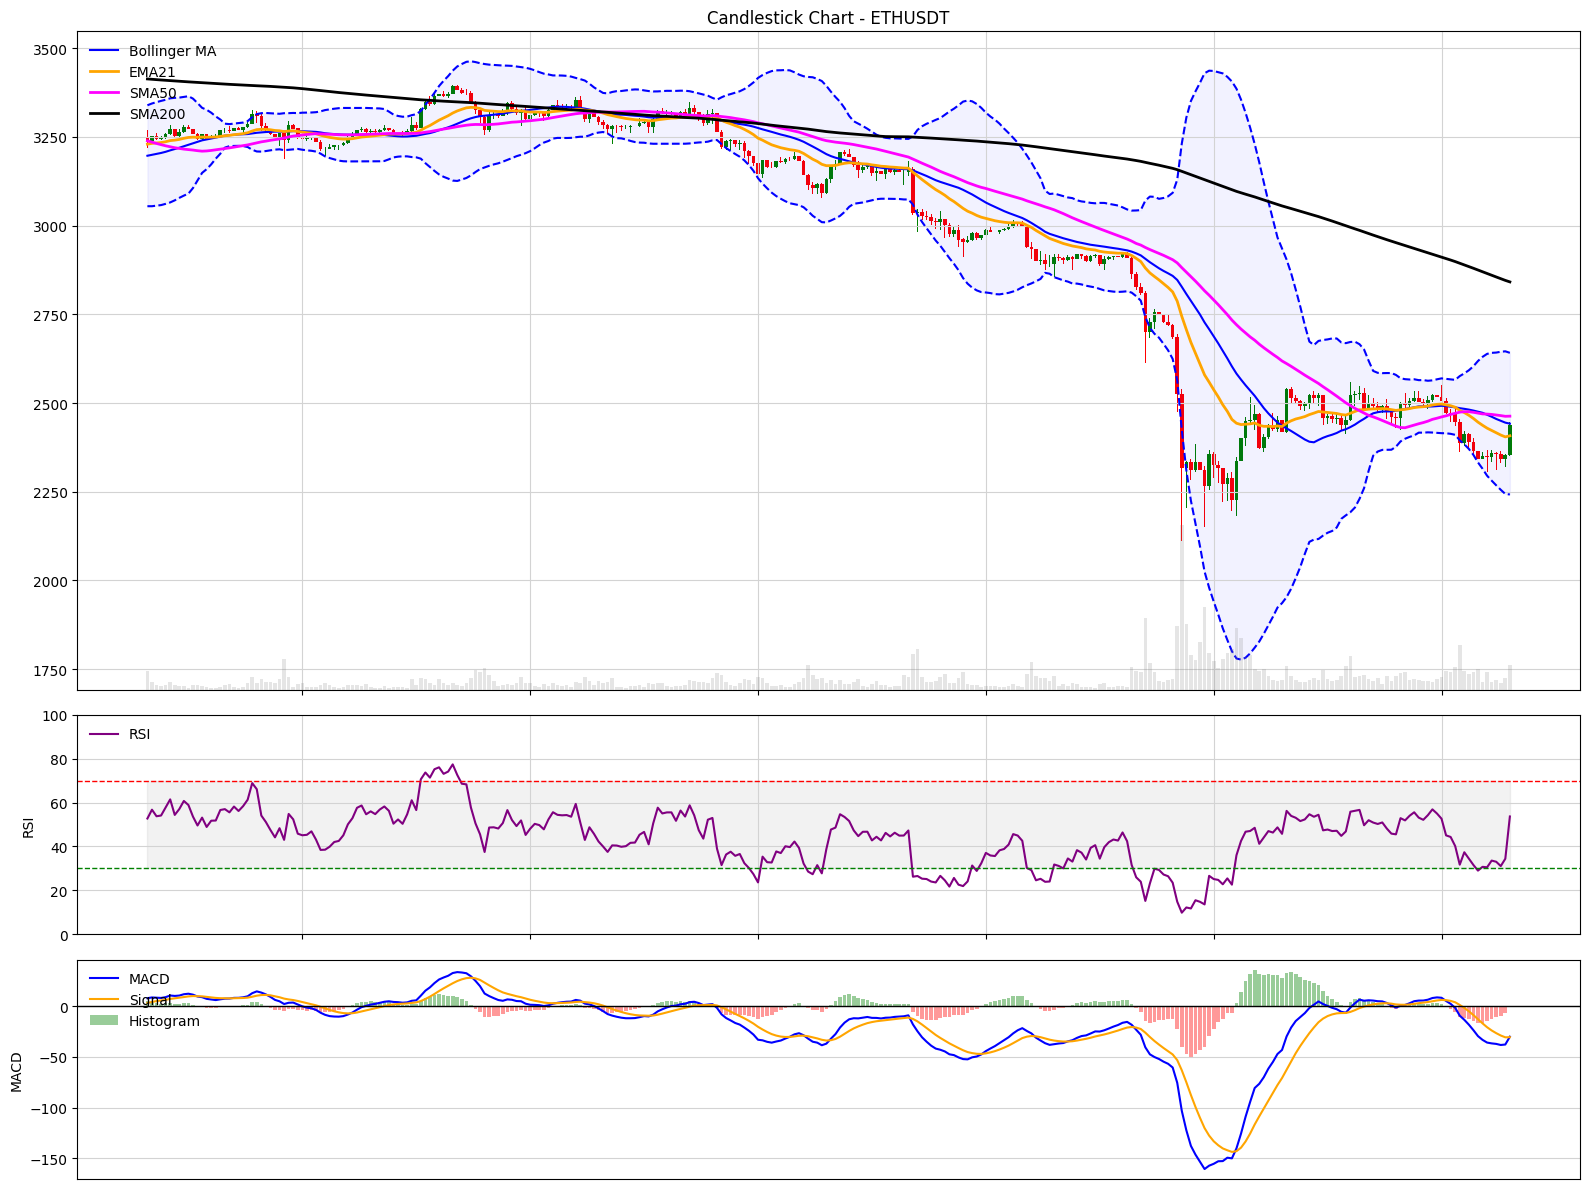 Candlestick Chart - ETHUSDT
3500
3250
3000
2750
2500
2250
2000
1750
Bollinger MA
EMA21
SMA50
SMA200
100
80
60
40
20
0
RSI
RSI
0
−50
−100
−150
MACD
MACD
Signal
Histogram